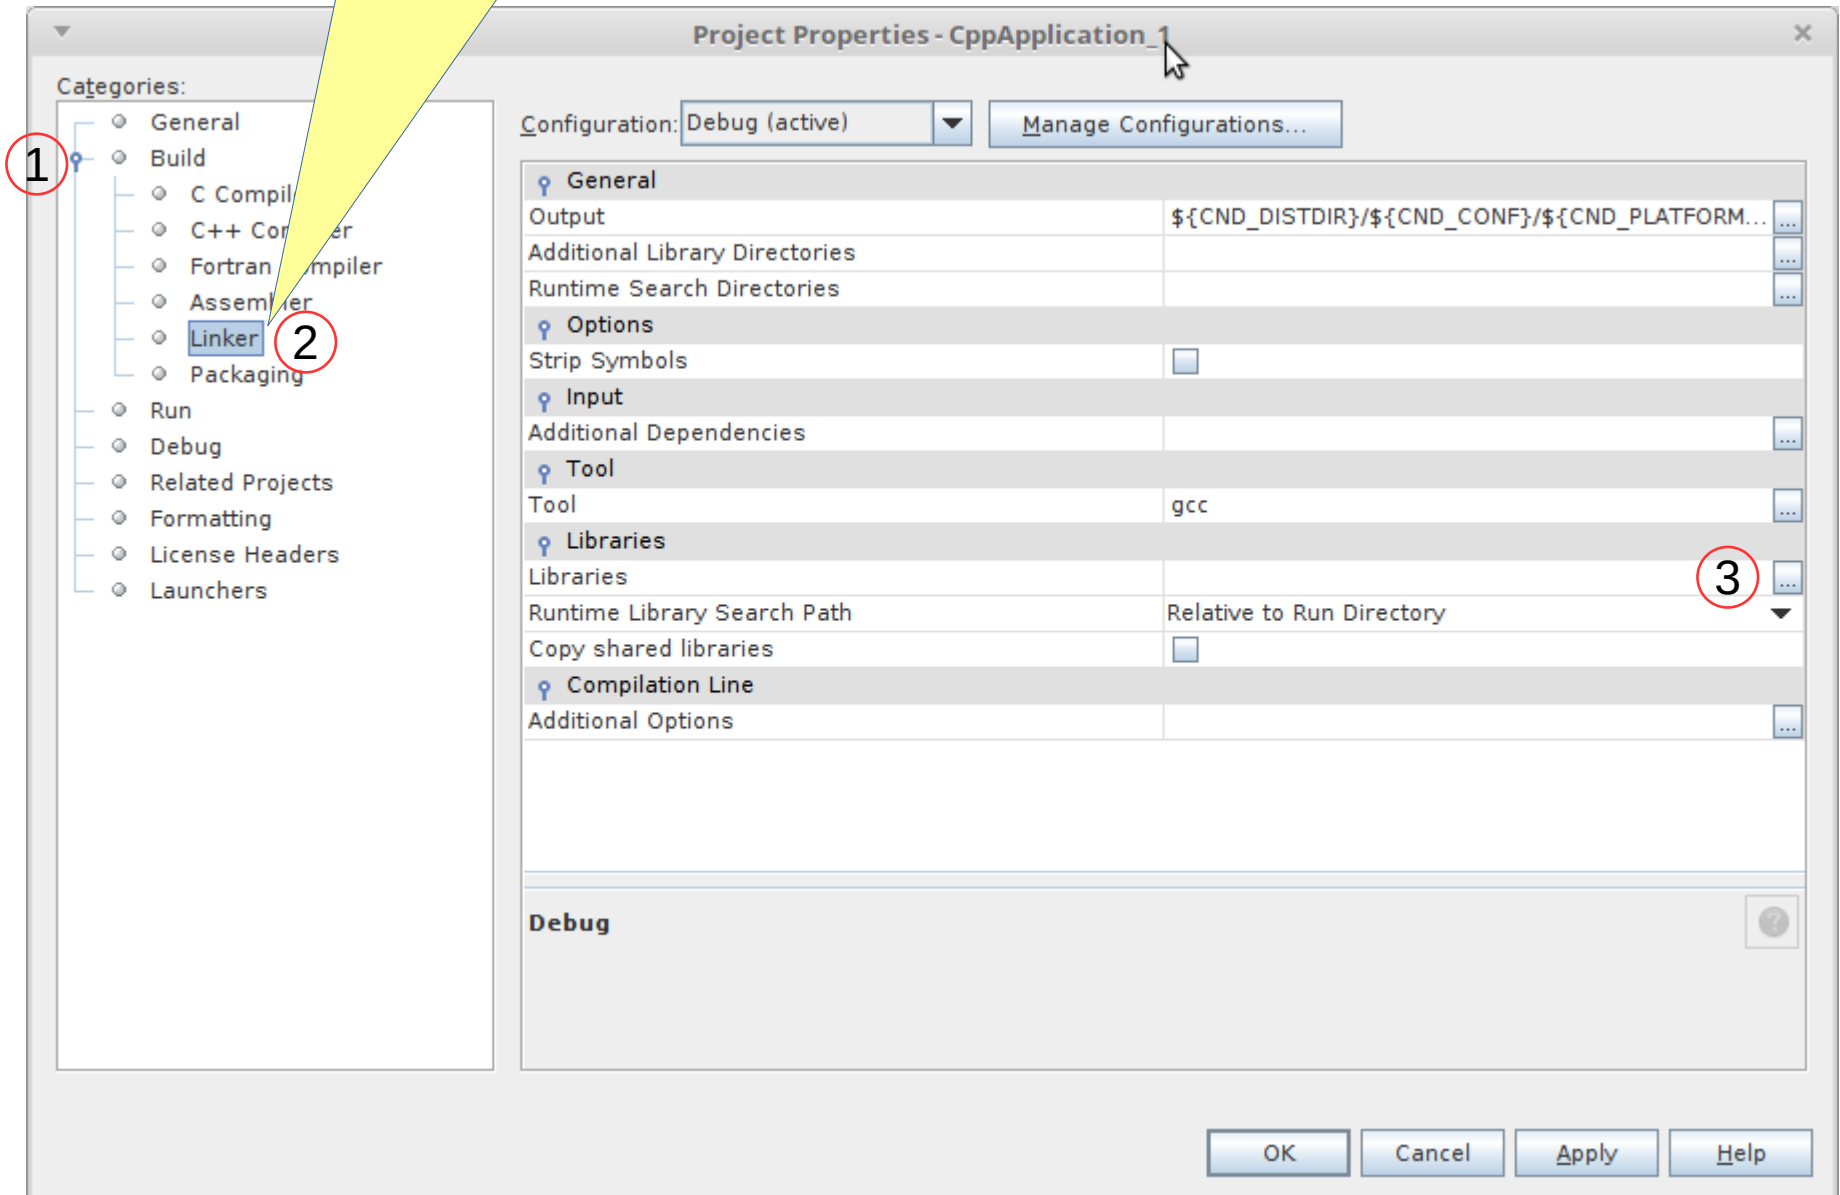 Project Properties - CppApplication_1
Categories:
General
1
Build
C Compil
C++ Co er
Fortran mpiler
Assem ler
Linker
2
Packaging
Run
Debug
Related Projects
Formatting
License Headers
Launchers
Configuration: Debug (active) Manage Configurations...
General
Output ${CND_DISTDIR}/${CND_CONF}/${CND_PLATFORM... ...
Additional Library Directories ...
Runtime Search Directories ...
Options
Strip Symbols
Input
Additional Dependencies ...
Tool
Tool gcc ...
Libraries
Libraries 3 ...
Runtime Library Search Path Relative to Run Directory
Copy shared libraries
Compilation Line
Additional Options ...
Debug
?
OK Cancel Apply Help